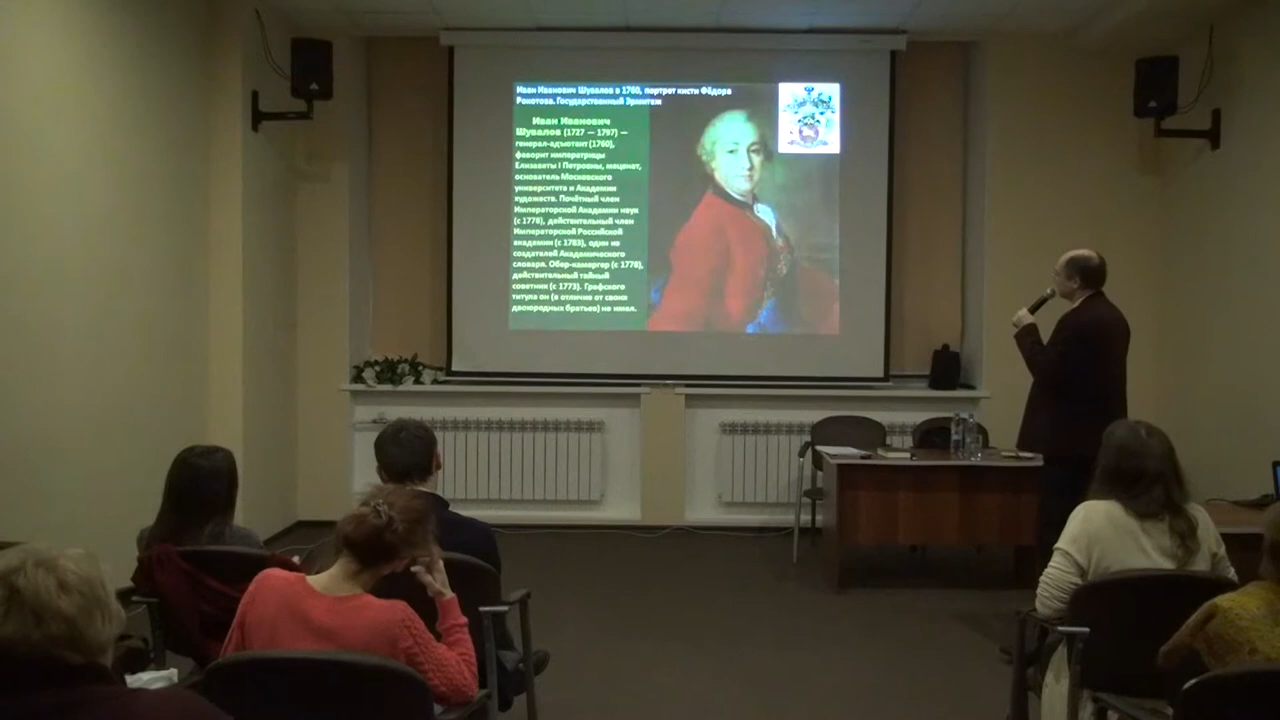 Иван Иванович Шувалов в 1760, портрет кисти Фёдора
Рокотова. Государственный Эрмитаж
Иван Иванович
Шувалов (1727 — 1797) —
генерал-адъютант (1760),
фаворит императрицы
Елизаветы I Петровны, меценат,
основатель Московского
университета и Академии
художеств. Почётный член
Императорской Академии наук
(с 1776), действительный член
Императорской Российской
академии (с 1783), один из
создателей Академического
словаря. Обер-камергер (с 1778),
действительный тайный
советник (с 1773). Графского
титула он (в отличие от своих
двоюродных братьев) не имел.